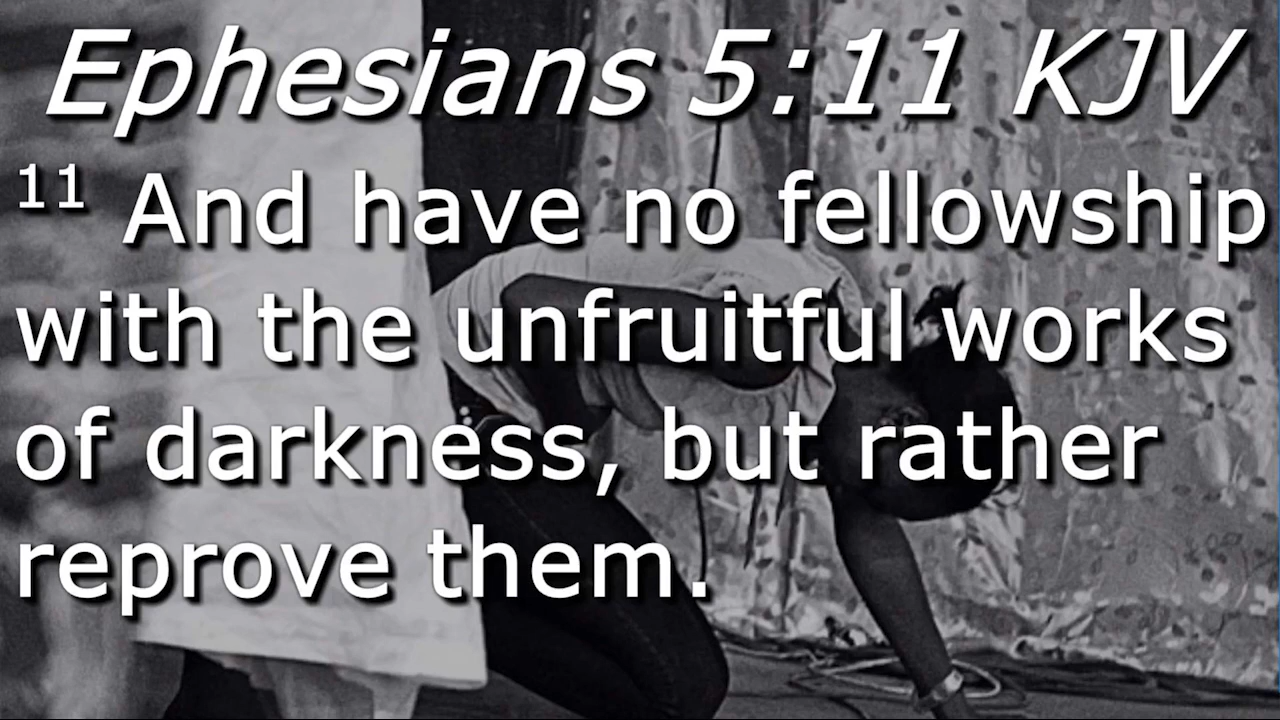 Ephesians 5:11 KJV
11 And have no fellowship
with the unfruitful works
of darkness, but rather
reprove them.